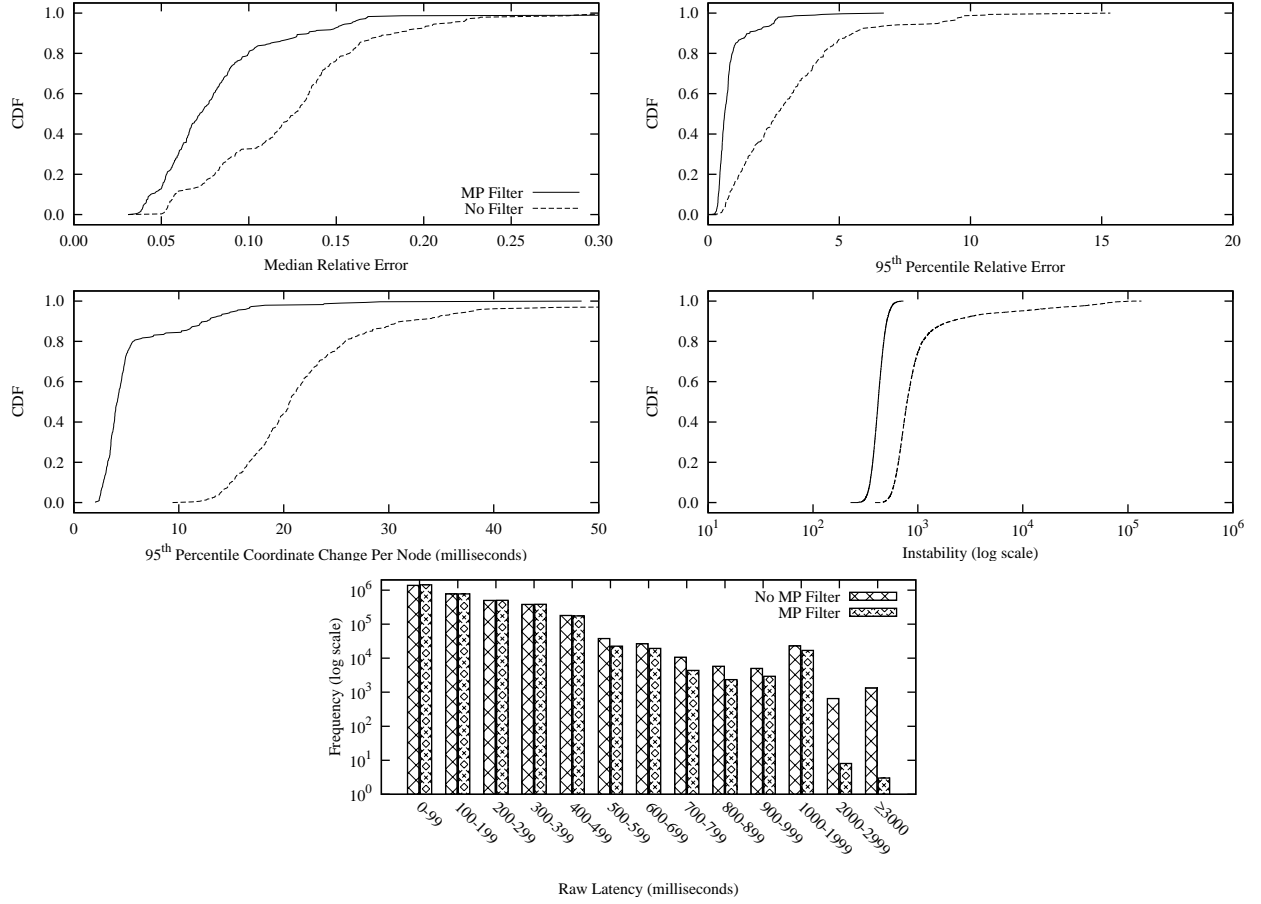 1.0
0.8
0.6
0.4
0.2
0.0
CDF
0.00 0.05 0.10 0.15 0.20 0.25 0.30
Median Relative Error
MP Filter
No Filter
1.0
0.8
0.6
0.4
0.2
0.0
CDF
0 5 10 15 20
95th Percentile Relative Error
1.0
0.8
0.6
0.4
0.2
0.0
CDF
0 10 20 30 40 50
95th Percentile Coordinate Change Per Node (milliseconds)
1.0
0.8
0.6
0.4
0.2
0.0
CDF
10^1 10^2 10^3 10^4 10^5 10^6
Instability (log scale)
10^6
10^5
10^4
10^3
10^2
10^1
10^0
Frequency (log scale)
No MP Filter
MP Filter
0-99
100-199
200-299
300-399
400-499
500-599
600-699
700-799
800-899
900-999
1000-1999
2000-2999
≥3000
Raw Latency (milliseconds)